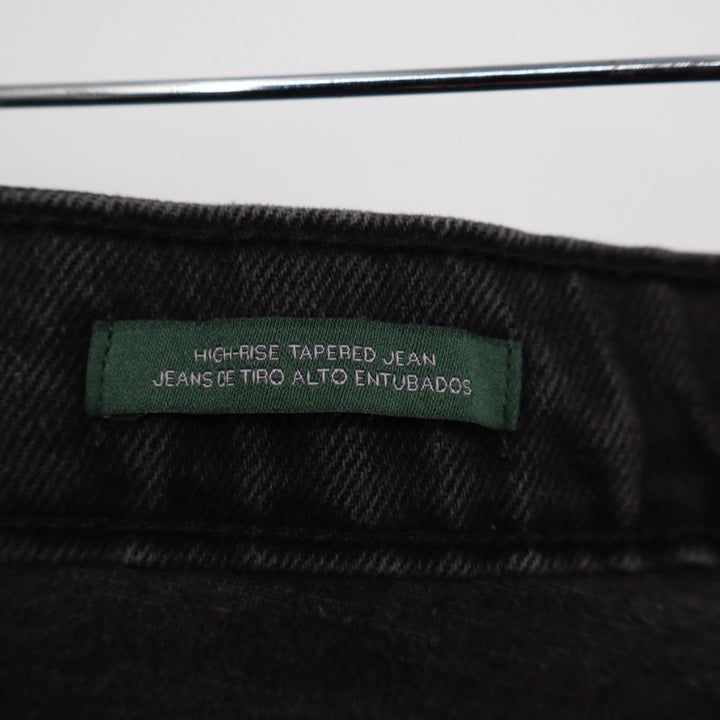 HIGH-RISE TAPERED JEAN
JEANS DE TIRO ALTO ENTUBADOS